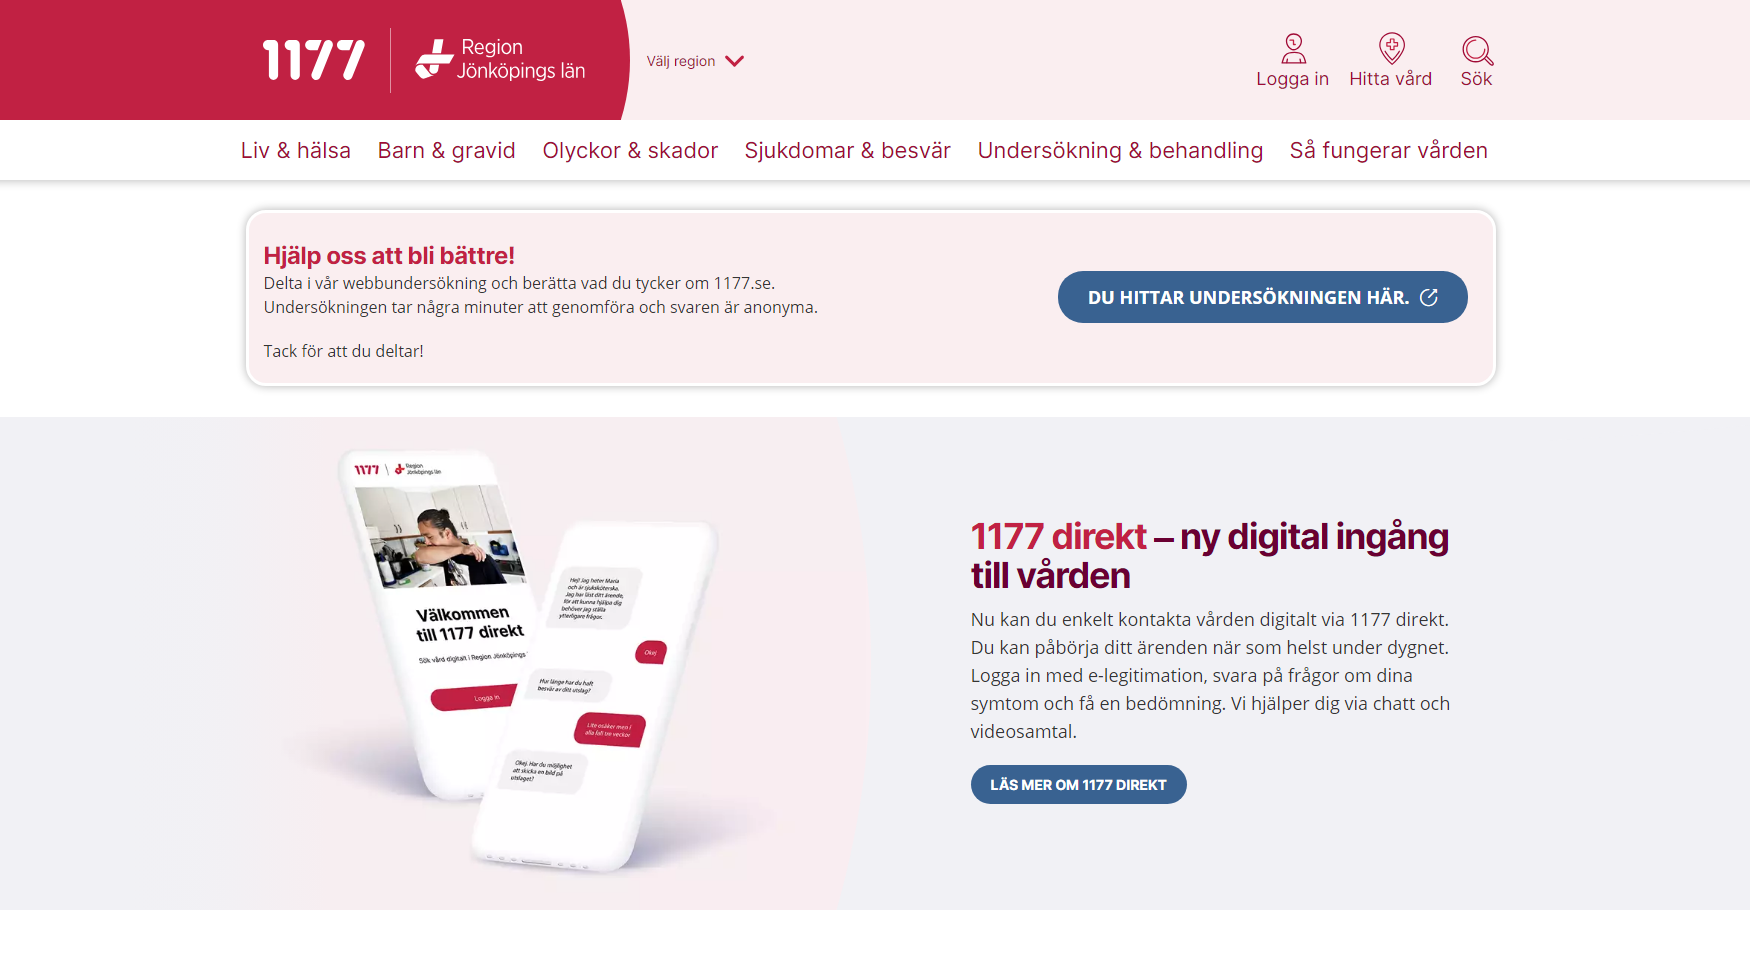 1177
Region
Jönköpings län
Välj region
Logga in
Hitta vård
Sök
Liv & hälsa
Barn & gravid
Olyckor & skador
Sjukdomar & besvär
Undersökning & behandling
Så fungerar vården
Hjälp oss att bli bättre!
Delta i vår webbundersökning och berätta vad du tycker om 1177.se.
Undersökningen tar några minuter att genomföra och svaren är anonyma.
Tack för att du deltar!
DU HITTAR UNDERSÖKNINGEN HÄR.
1177
Region
Jönköpings län
Välkommen
till 1177 direkt
Sök vård digitalt i Region Jönköpings
Logga in
Hej! Jag heter Maria
och är sjuksköterska.
Jag har läst ditt ärende,
för att kunna hjälpa dig
behöver jag ställa
ytterligare frågor.
Okej
Hur länge har du haft
besvär av ditt utslag?
Lite osäker men i
alla fall tre veckor
Okej. Har du möjlighet
att skicka en bild på
utslaget?
1177 direkt – ny digital ingång
till vården
Nu kan du enkelt kontakta vården digitalt via 1177 direkt.
Du kan påbörja ditt ärenden när som helst under dygnet.
Logga in med e-legitimation, svara på frågor om dina
symtom och få en bedömning. Vi hjälper dig via chatt och
videosamtal.
LÄS MER OM 1177 DIREKT